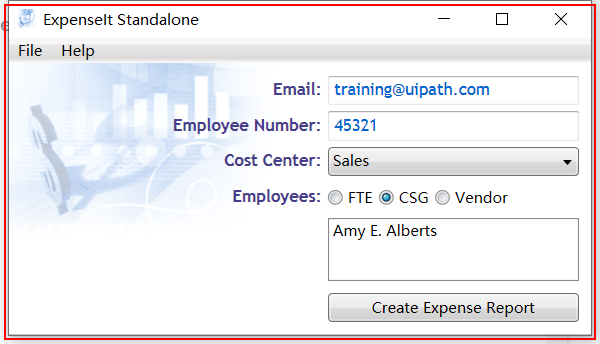 ExpenseIt Standalone
File Help
Email: training@uipath.com
Employee Number: 45321
Cost Center: Sales
Employees: FTE CSG Vendor
Amy E. Alberts
Create Expense Report